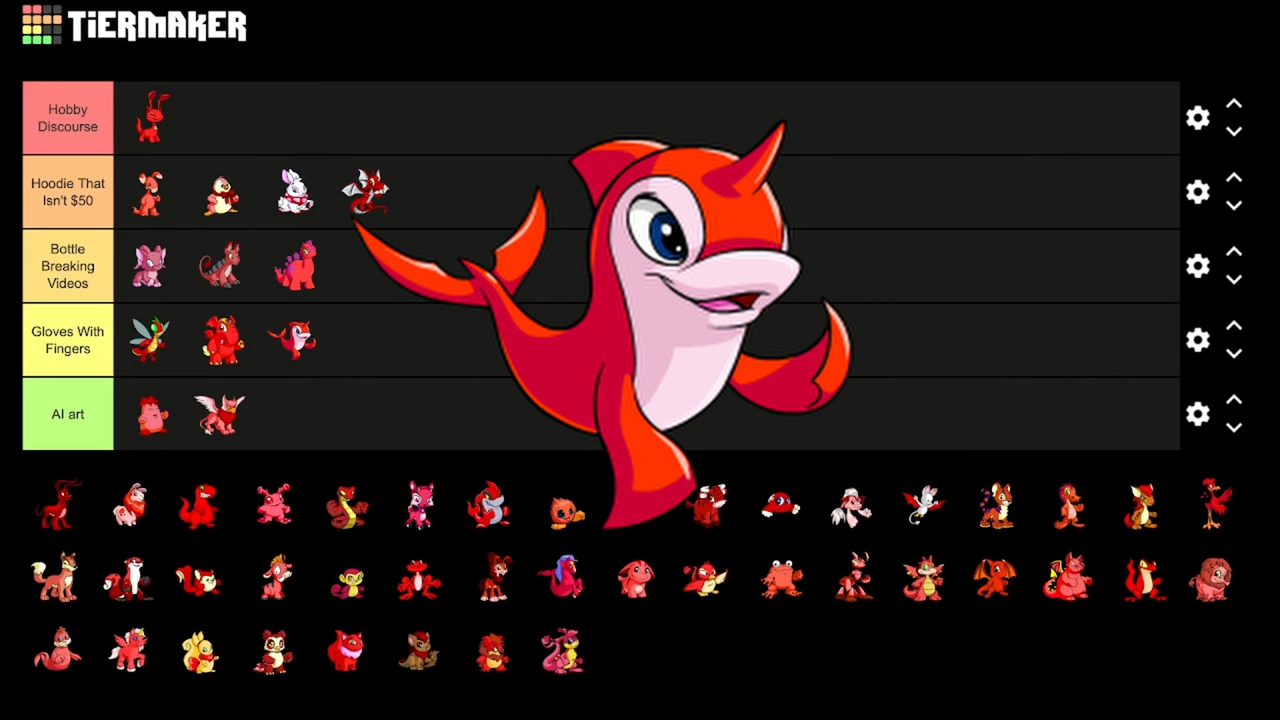 TiERMAKER
Hobby
Discourse
Hoodie That
Isn't $50
Bottle
Breaking
Videos
Gloves With
Fingers
AI art